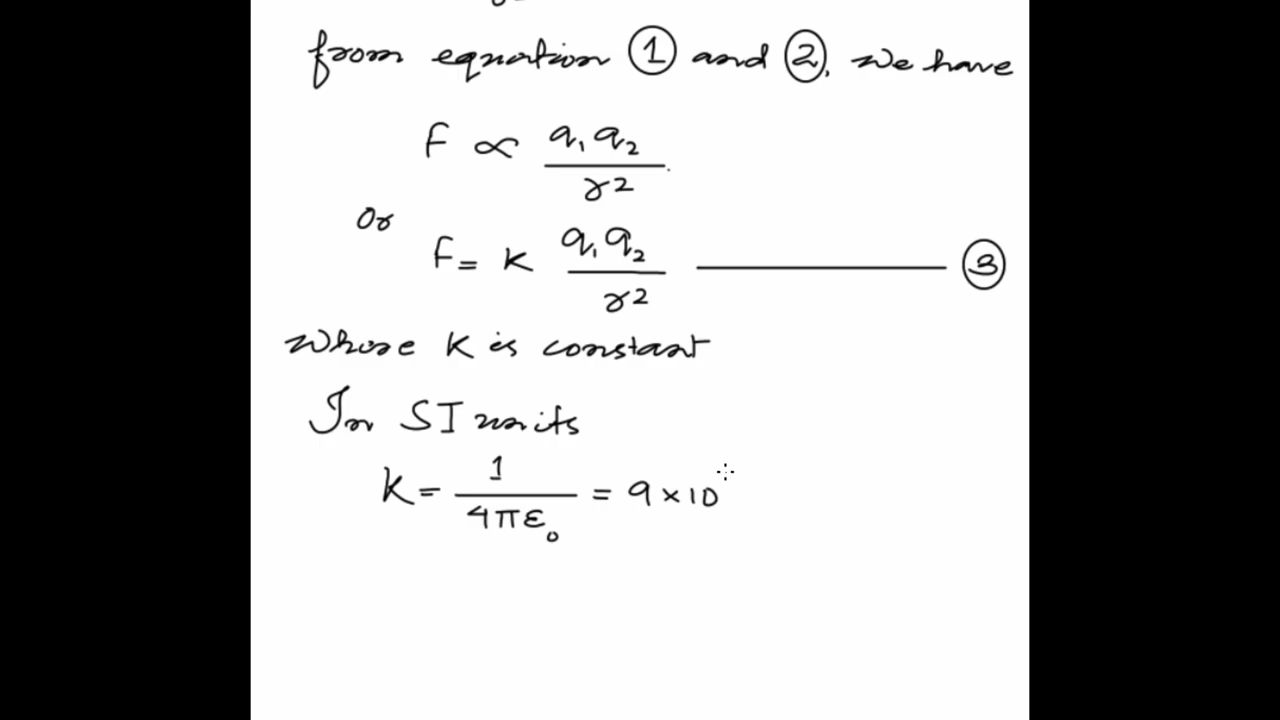 from equation ① and ②, we have
F ∝ q₁q₂ / r²
Or
F = K q₁q₂ / r² ——— ③
Where K is constant
In SI units
K = 1 / 4πε₀ = 9 × 10